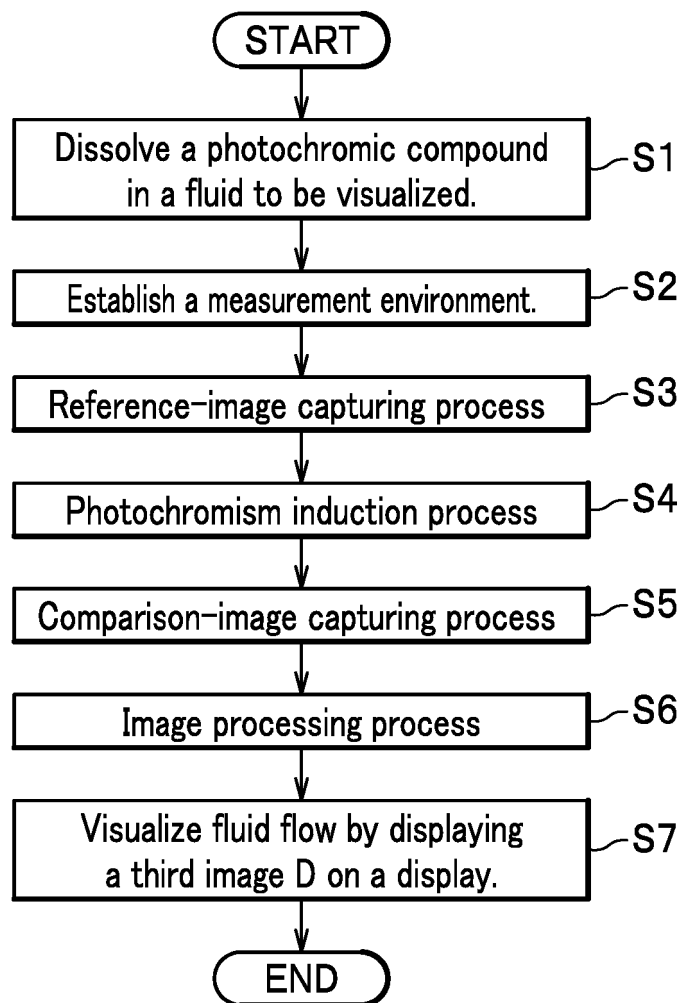 START
Dissolve a photochromic compound
in a fluid to be visualized.
S1
Establish a measurement environment.
S2
Reference-image capturing process
S3
Photochromism induction process
S4
Comparison-image capturing process
S5
Image processing process
S6
Visualize fluid flow by displaying
a third image D on a display.
S7
END